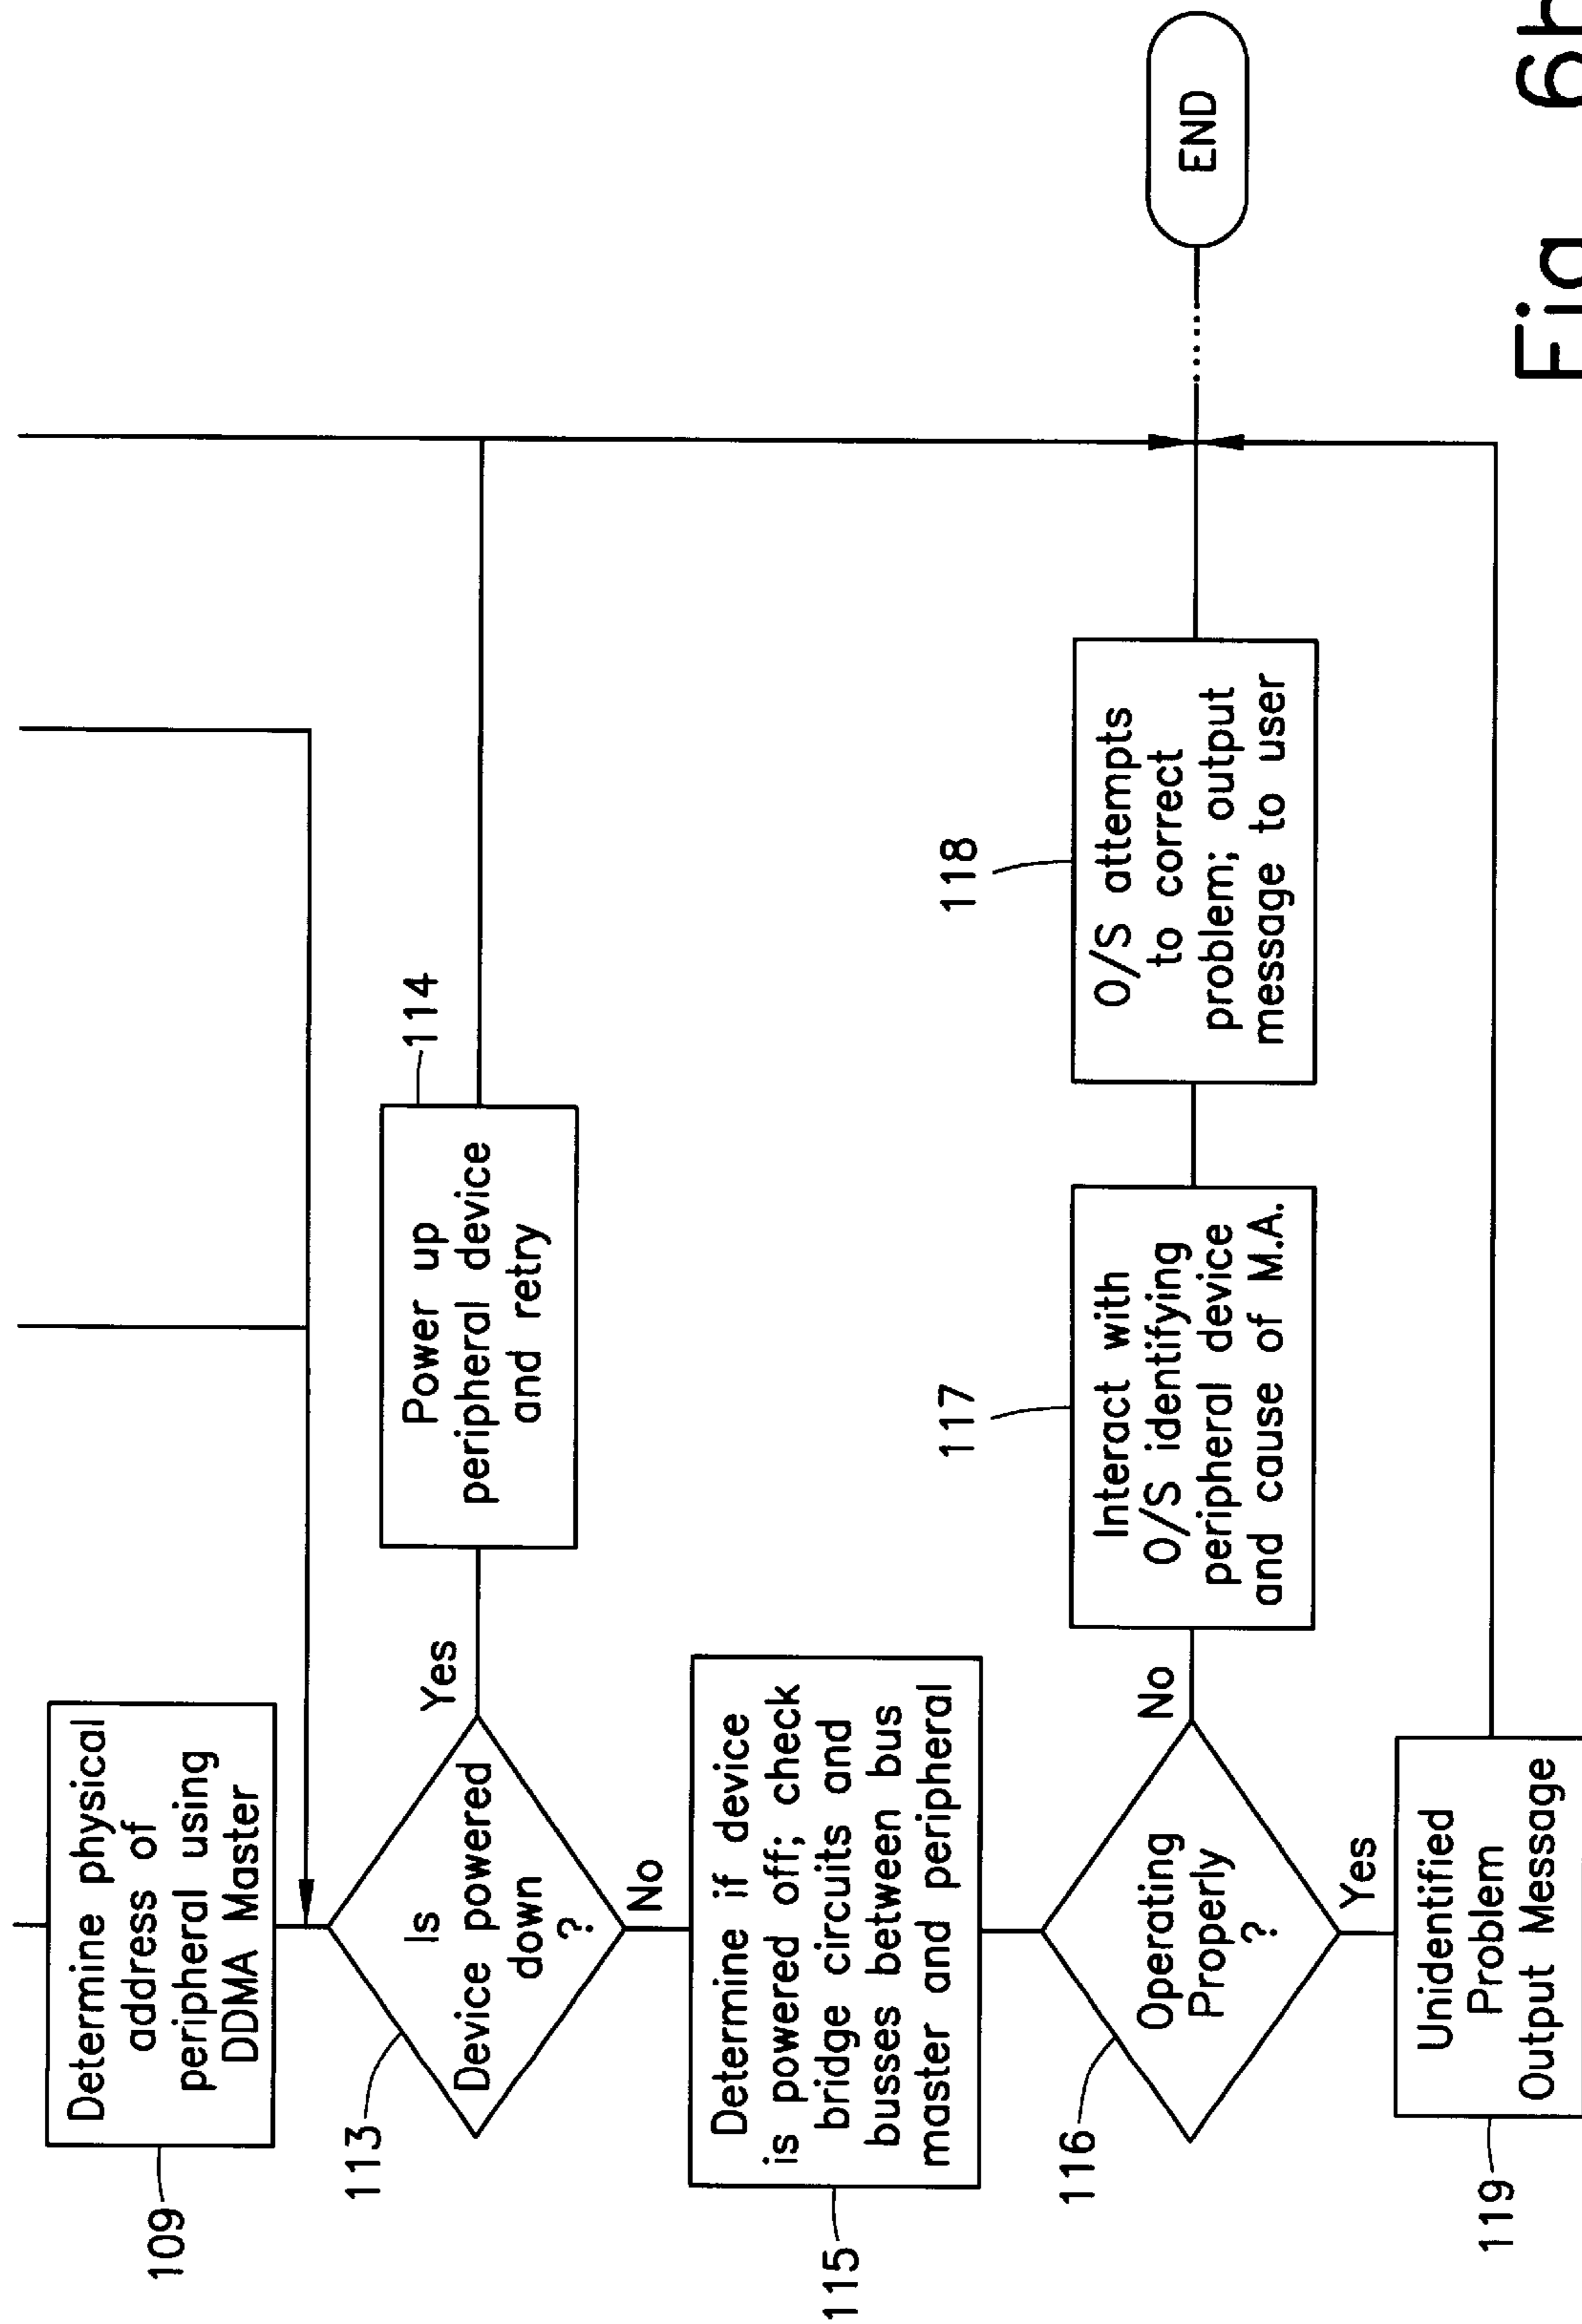 109
Determine physical
address of
peripheral using
DDMA Master
113
Is
Device powered
down
?
Yes
No
Power up
peripheral device
and retry
114
115
Determine if device
is powered off; check
bridge circuits and
busses between bus
master and peripheral
116
Operating
Properly
?
No
Yes
117
Interact with
O/S identifying
peripheral device
and cause of M.A.
118
O/S attempts
to correct
problem; output
message to user
END
119
Unidentified
Problem
Output Message
Fig. 6b